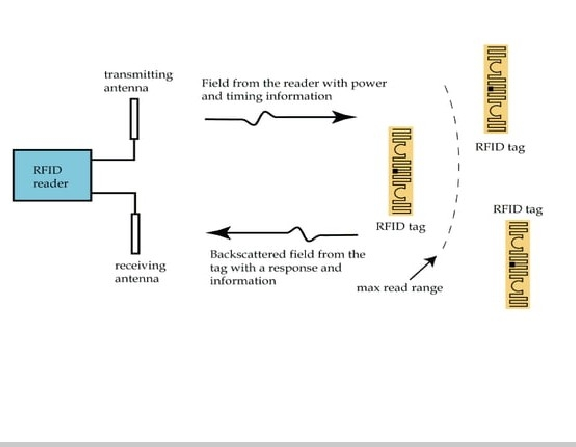 transmitting
antenna
Field from the reader with power
and timing information
RFID
reader
RFID tag
RFID tag
RFID tag
Backscattered field from the
tag with a response and
information
receiving
antenna
max read range